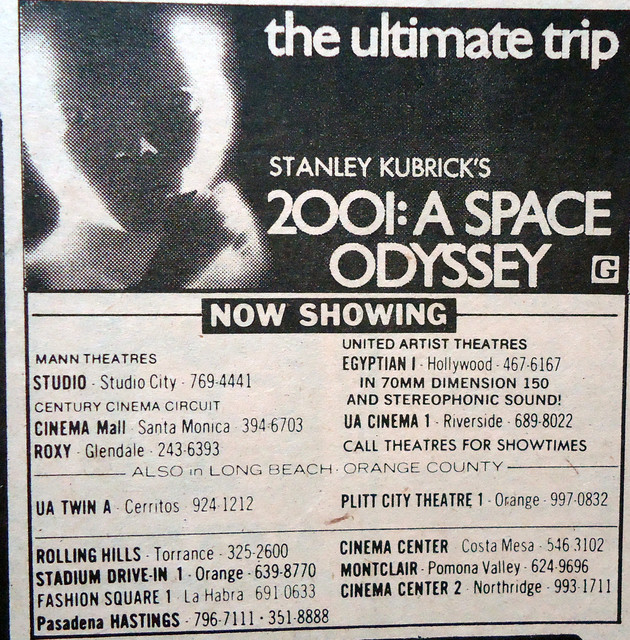 the ultimate trip
STANLEY KUBRICK'S
2001: A SPACE
ODYSSEY
G
NOW SHOWING
MANN THEATRES
STUDIO - Studio City - 769-4441
CENTURY CINEMA CIRCUIT
CINEMA Mall - Santa Monica - 394-6703
ROXY - Glendale - 243-6393
UNITED ARTIST THEATRES
EGYPTIAN I - Hollywood - 467-6167
IN 70MM DIMENSION 150
AND STEREOPHONIC SOUND!
UA CINEMA 1 - Riverside - 689-8022
CALL THEATRES FOR SHOWTIMES
ALSO in LONG BEACH - ORANGE COUNTY
UA TWIN A - Cerritos - 924-1212
PLITT CITY THEATRE 1 - Orange - 997-0832
ROLLING HILLS - Torrance - 325-2600
STADIUM DRIVE-IN 1 - Orange - 639-8770
FASHION SQUARE 1 - La Habra 691-0633
Pasadena HASTINGS - 796-7111 - 351-8888
CINEMA CENTER Costa Mesa - 546 3102
MONTCLAIR - Pomona Valley - 624-9696
CINEMA CENTER 2 - Northridge - 993-1711